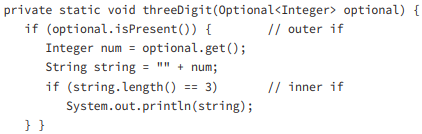 private static void threeDigit(Optional<Integer> optional) {
   if (optional.isPresent()) {        // outer if
      Integer num = optional.get();
      String string = "" + num;
      if (string.length() == 3)       // inner if
         System.out.println(string);
   } }